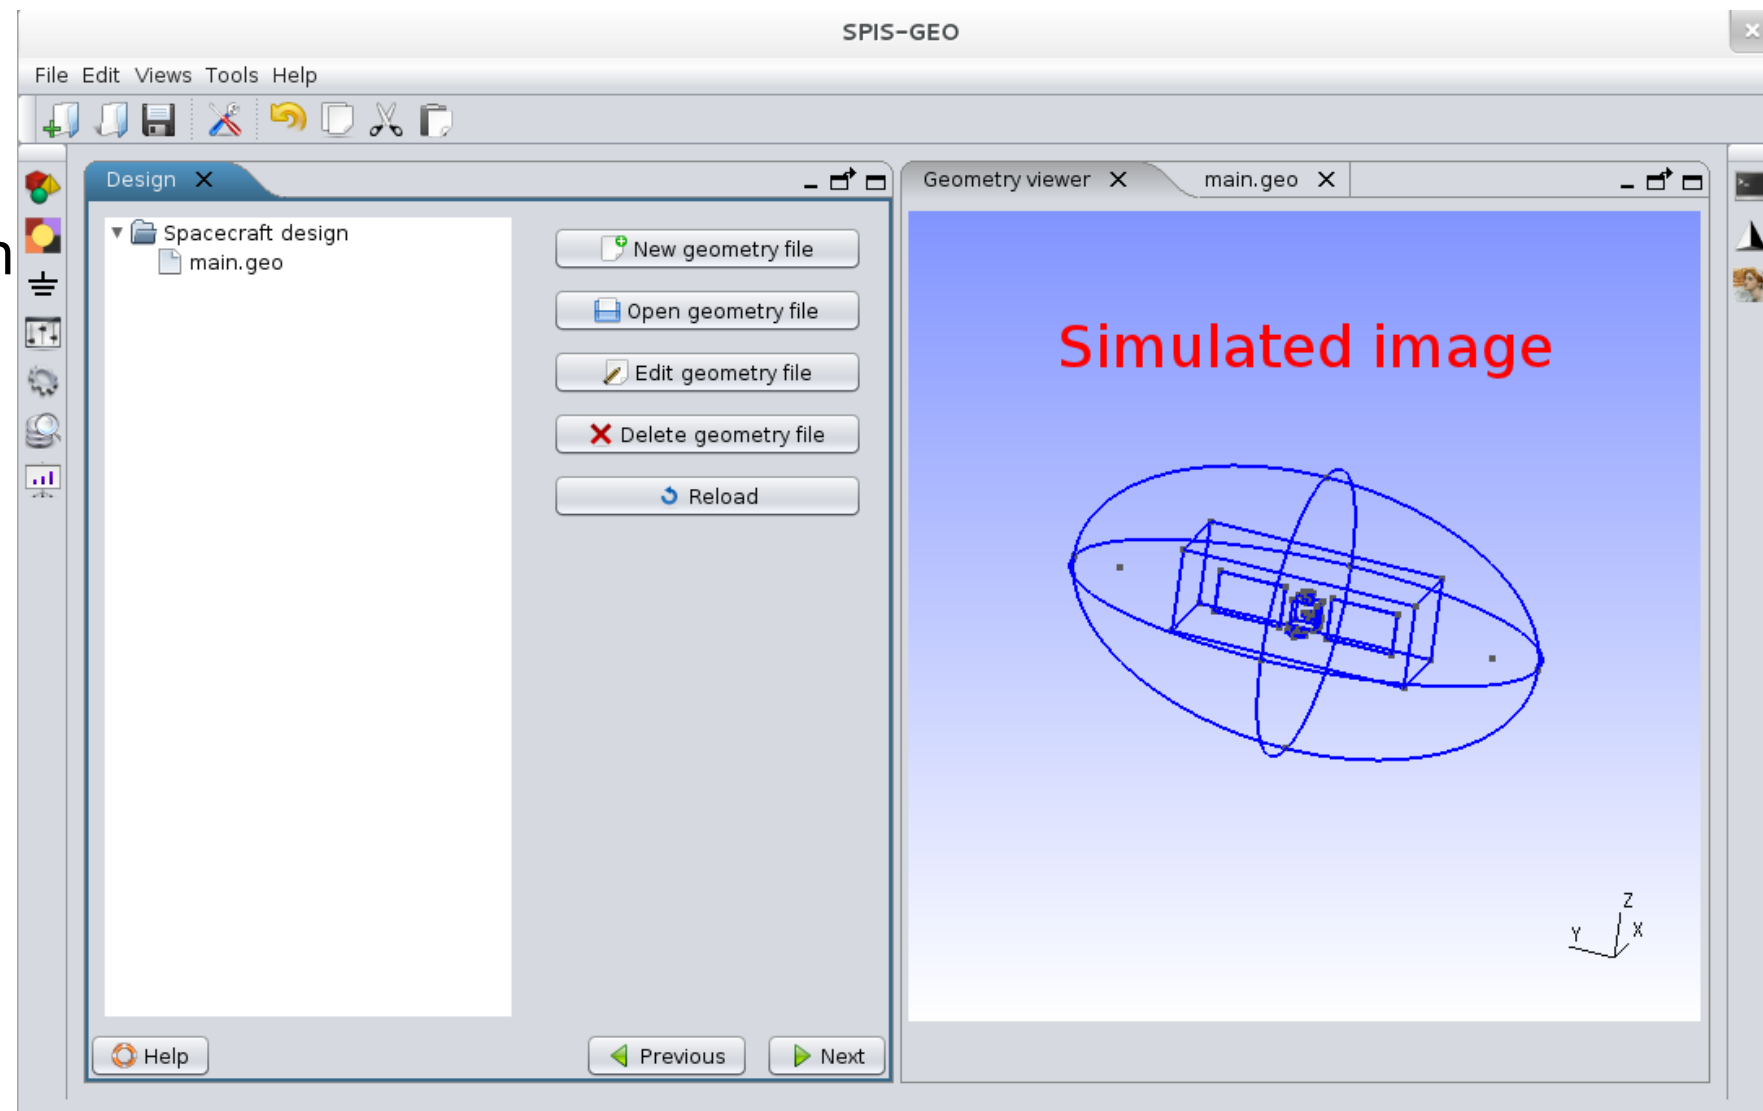 SPIS-GEO
File Edit Views Tools Help
Design
Geometry viewer
main.geo
n
Spacecraft design
main.geo
New geometry file
Open geometry file
Edit geometry file
Delete geometry file
Reload
Simulated image
Z
Y
X
Help
Previous
Next